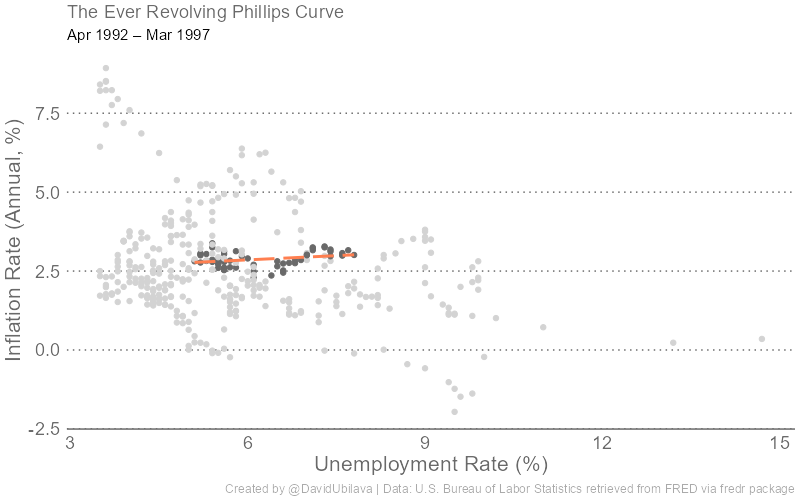 The Ever Revolving Phillips Curve
Apr 1992 – Mar 1997
Inflation Rate (Annual, %)
7.5
5.0
2.5
0.0
-2.5
3 6 9 12 15
Unemployment Rate (%)
Created by @DavidUbilava | Data: U.S. Bureau of Labor Statistics retrieved from FRED via fredr package